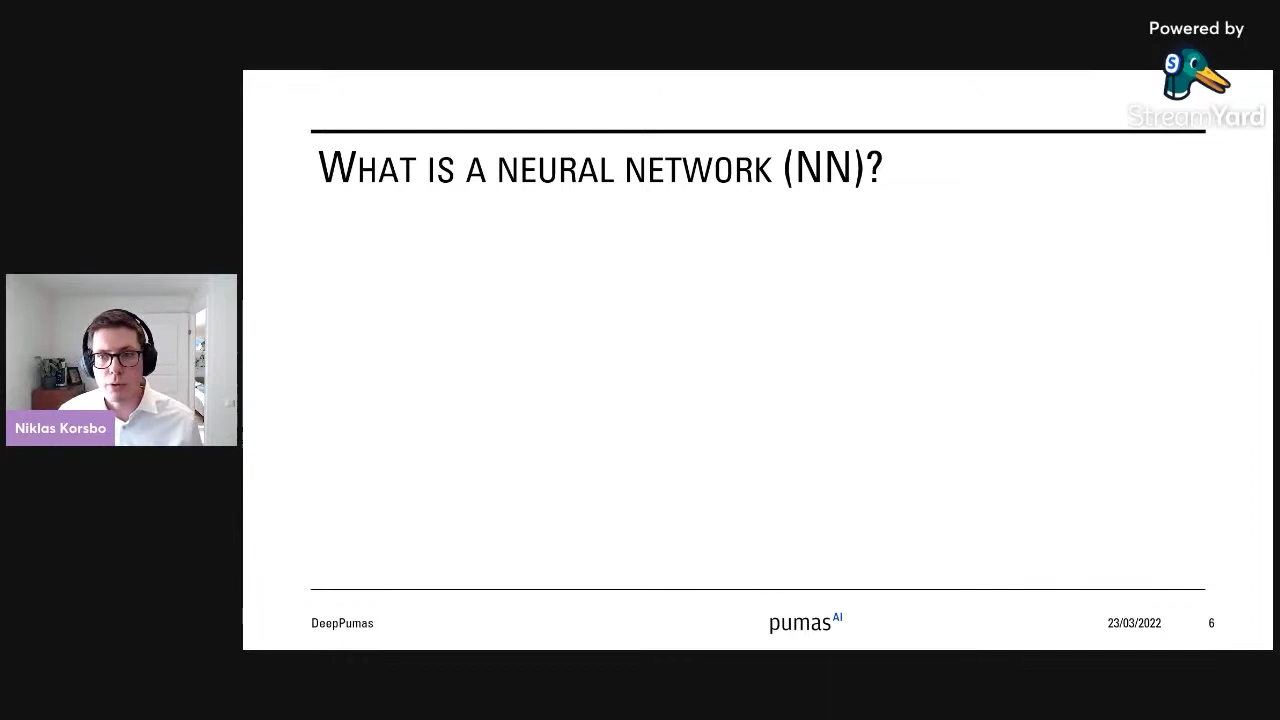 Powered by
S
StreamYard
WHAT IS A NEURAL NETWORK (NN)?
Niklas Korsbo
DeepPumas
pumasAI
23/03/2022
6